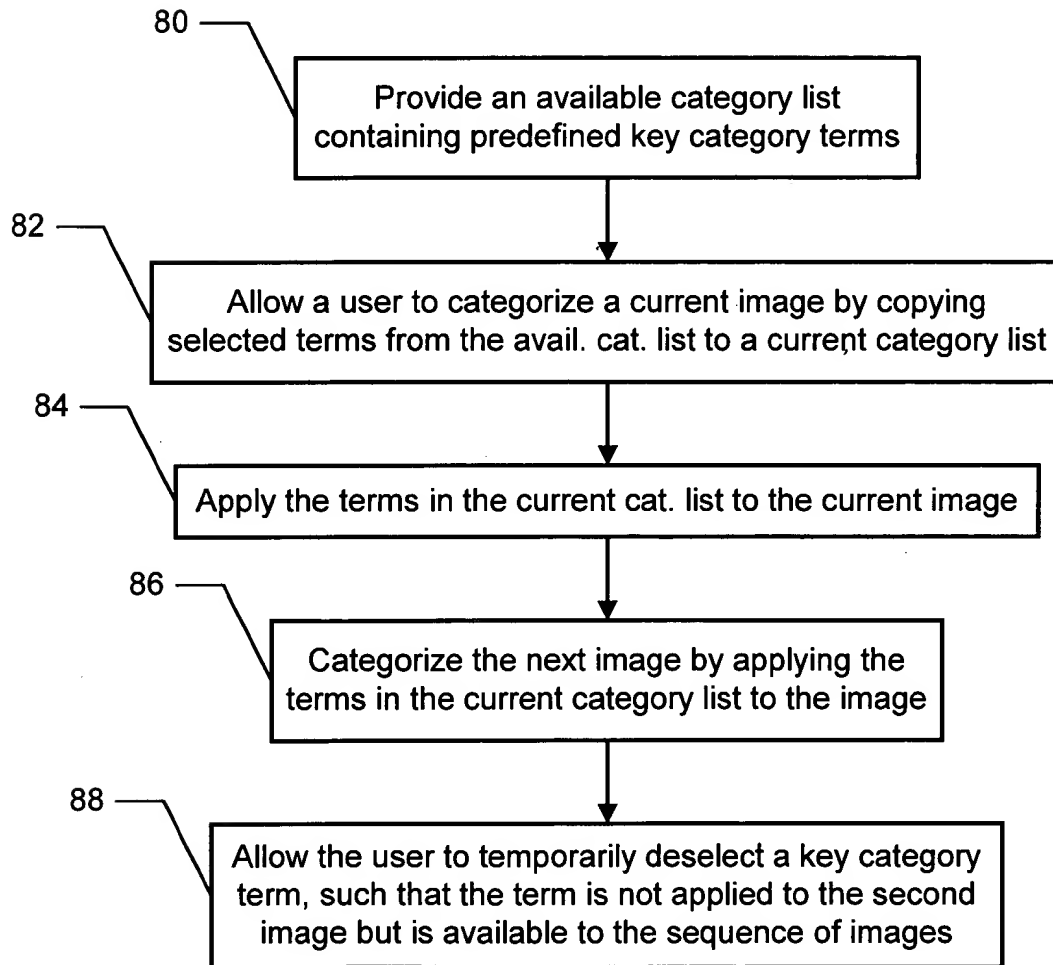 80
Provide an available category list
containing predefined key category terms
82
Allow a user to categorize a current image by copying
selected terms from the avail. cat. list to a current category list
84
Apply the terms in the current cat. list to the current image
86
Categorize the next image by applying the
terms in the current category list to the image
88
Allow the user to temporarily deselect a key category
term, such that the term is not applied to the second
image but is available to the sequence of images